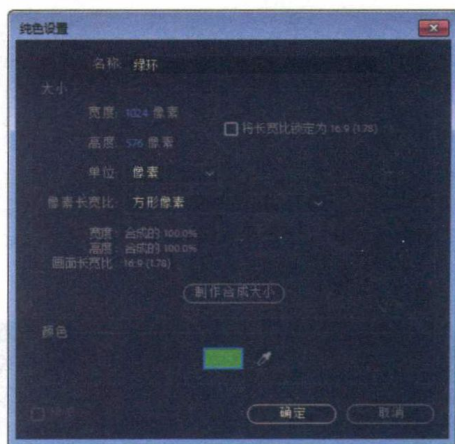 纯色设置
名称: 绿环
大小
宽度: 1024 像素
将长宽比锁定为 16:9 (1.78)
高度: 576 像素
单位: 像素
像素长宽比: 方形像素
宽度: 合成的 100.0%
高度: 合成的 100.0%
画面长宽比: 16:9 (1.78)
制作合成大小
颜色
确定
取消